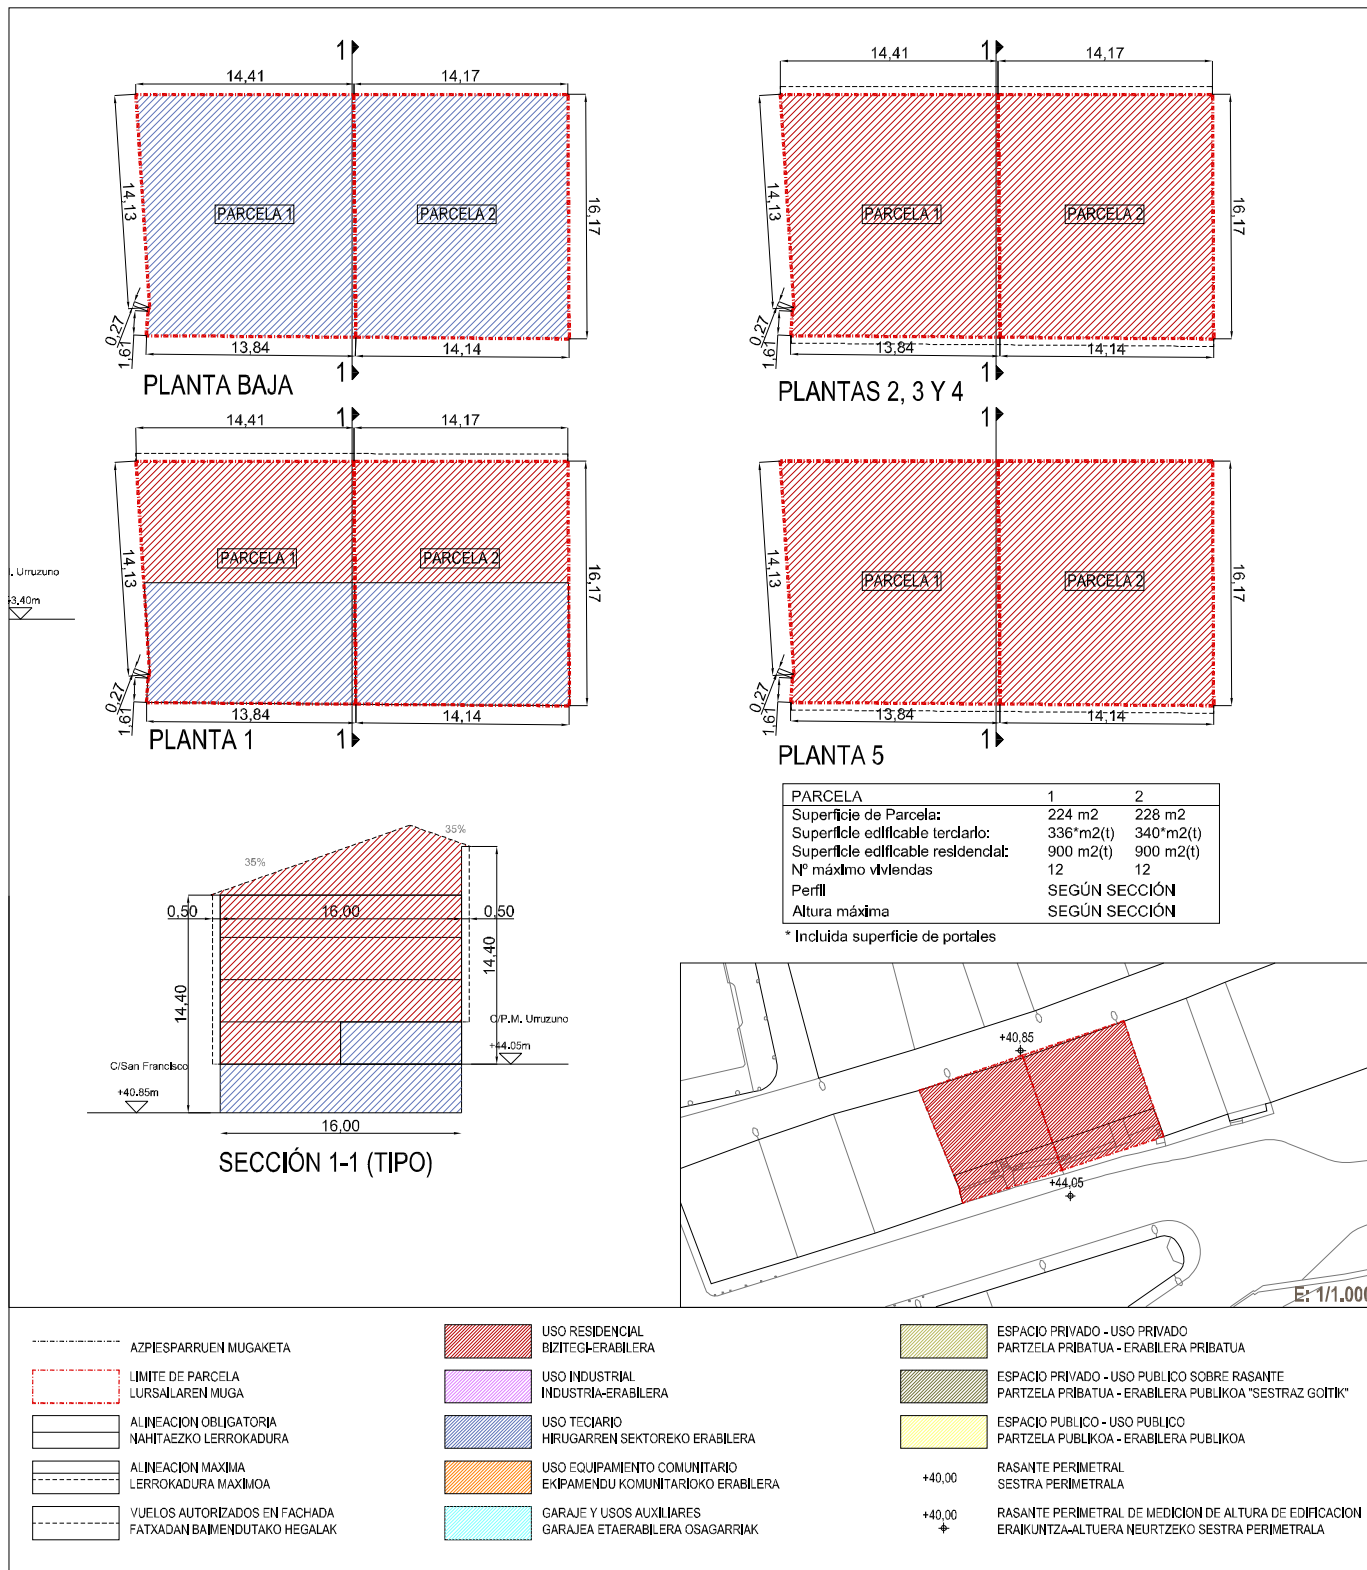 1
14,41
14,17
14,13
PARCELA 1
PARCELA 2
16,17
0,27
1,61
13,84
14,14
1
PLANTA BAJA
1
14,41
14,17
14,13
PARCELA 1
PARCELA 2
16,17
0,27
1,61
13,84
14,14
1
PLANTAS 2, 3 Y 4
1
14,41
14,17
14,13
PARCELA 1
PARCELA 2
16,17
0,27
1,61
13,84
14,14
1
PLANTA 1
. Urruzuno
3,40m
1
14,13
PARCELA 1
PARCELA 2
16,17
0,27
1,61
13,84
14,14
1
PLANTA 5
PARCELA 1 2
Superficie de Parcela: 224 m2 228 m2
Superficie edificable terciario: 336*m2(t) 340*m2(t)
Superficie edificable residencial: 900 m2(t) 900 m2(t)
Nº máximo viviendas 12 12
Perfil SEGÚN SECCIÓN
Altura máxima SEGÚN SECCIÓN
* Incluida superficie de portales
35%
35%
0,50
16,00
0,50
14,40
14,40
C/P.M. Urruzuno
+44.05m
C/San Francisco
+40.85m
16,00
SECCIÓN 1-1 (TIPO)
+40,85
+44,05
E: 1/1.000
AZPIESPARRUEN MUGAKETA
LIMITE DE PARCELA
LURSAILAREN MUGA
ALINEACION OBLIGATORIA
NAHITAEZKO LERROKADURA
ALINEACION MAXIMA
LERROKADURA MAXIMOA
VUELOS AUTORIZADOS EN FACHADA
FATXADAN BAIMENDUTAKO HEGALAK
USO RESIDENCIAL
BIZITEGI-ERABILERA
USO INDUSTRIAL
INDUSTRIA-ERABILERA
USO TECIARIO
HIRUGARREN SEKTOREKO ERABILERA
USO EQUIPAMIENTO COMUNITARIO
EKIPAMENDU KOMUNITARIOKO ERABILERA
GARAJE Y USOS AUXILIARES
GARAJEA ETAERABILERA OSAGARRIAK
ESPACIO PRIVADO - USO PRIVADO
PARTZELA PRIBATUA - ERABILERA PRIBATUA
ESPACIO PRIVADO - USO PUBLICO SOBRE RASANTE
PARTZELA PRIBATUA - ERABILERA PUBLIKOA "SESTRAZ GOITIK"
ESPACIO PUBLICO - USO PUBLICO
PARTZELA PUBLIKOA - ERABILERA PUBLIKOA
+40,00
RASANTE PERIMETRAL
SESTRA PERIMETRALA
+40,00
RASANTE PERIMETRAL DE MEDICION DE ALTURA DE EDIFICACION
ERAIKUNTZA-ALTUERA NEURTZEKO SESTRA PERIMETRALA